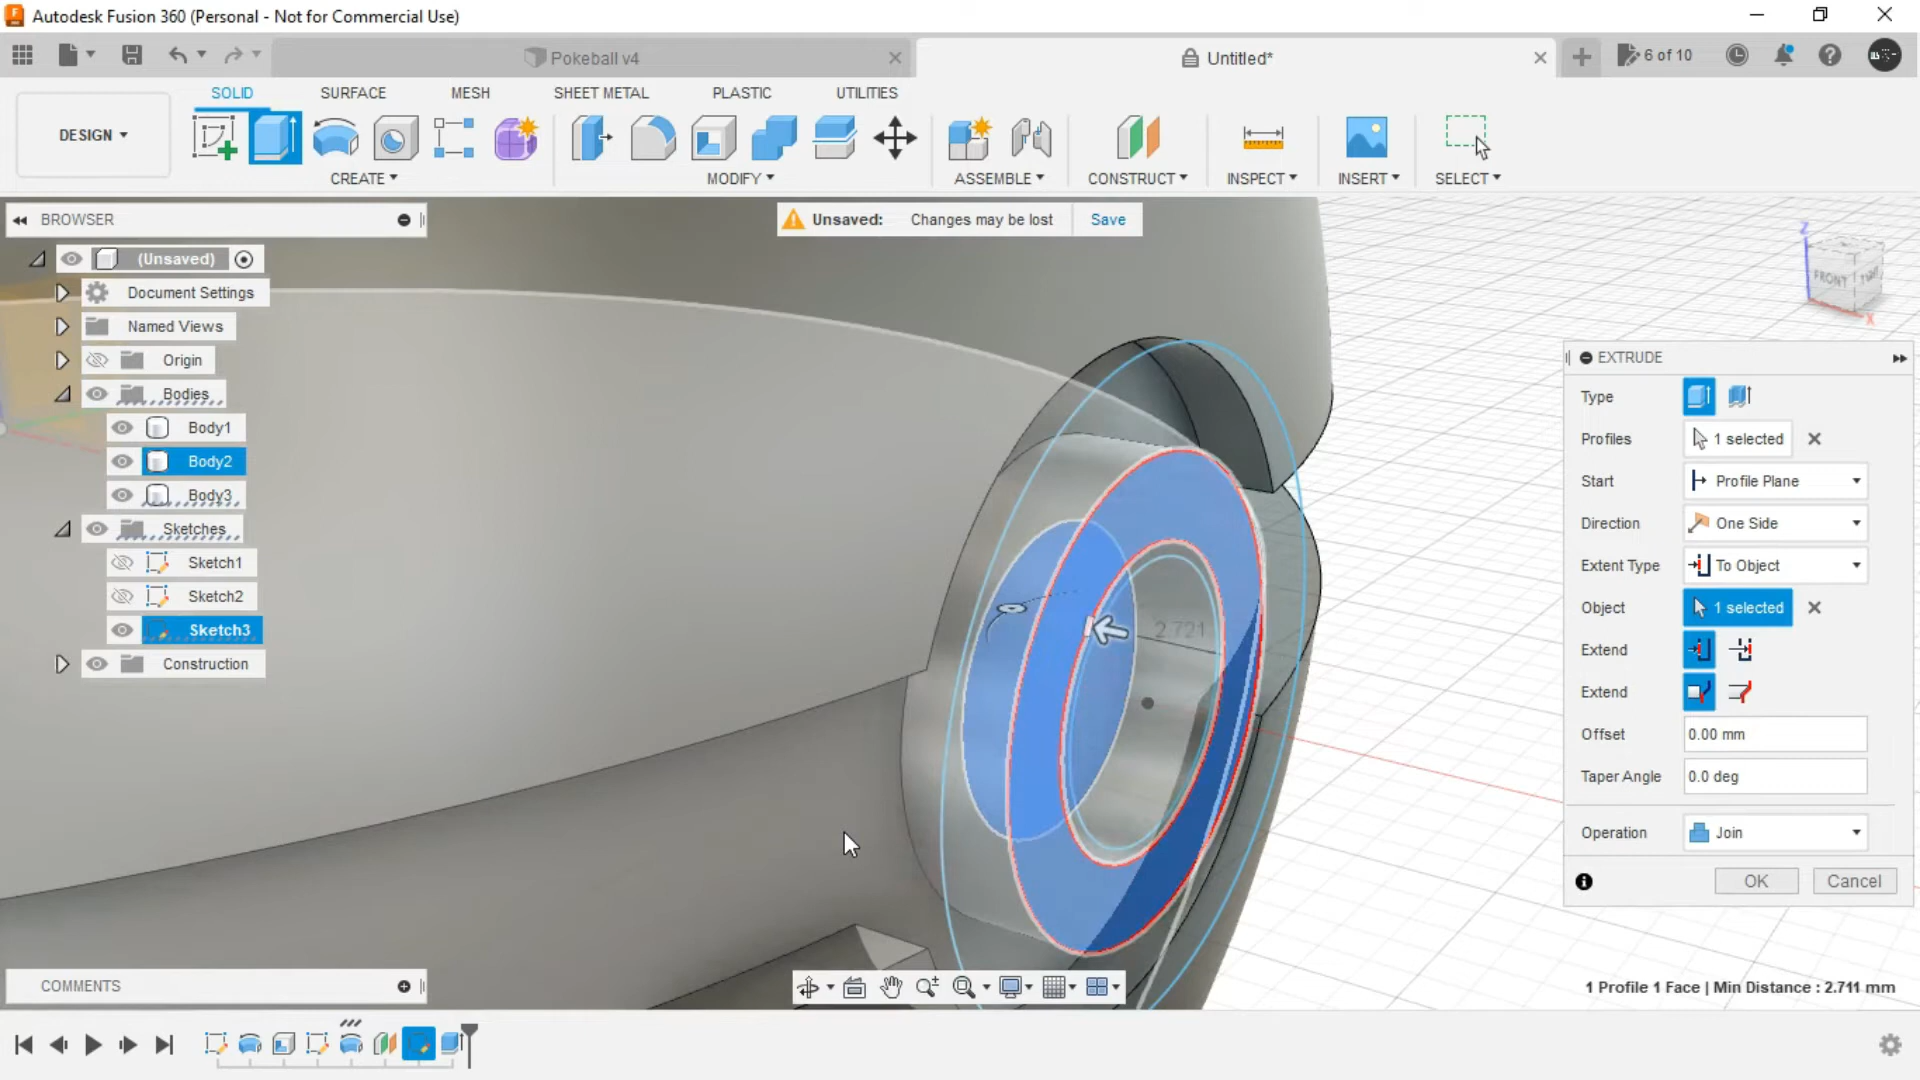 Autodesk Fusion 360 (Personal - Not for Commercial Use)
Pokeball v4
Untitled*
6 of 10
SOLID
SURFACE
MESH
SHEET METAL
PLASTIC
UTILITIES
DESIGN
CREATE
MODIFY
ASSEMBLE
CONSTRUCT
INSPECT
INSERT
SELECT
BROWSER
Unsaved: Changes may be lost Save
(Unsaved)
Document Settings
Named Views
Origin
Bodies
Body1
Body2
Body3
Sketches
Sketch1
Sketch2
Sketch3
Construction
Z
FRONT
X
2.721
EXTRUDE
Type
Profiles 1 selected
Start Profile Plane
Direction One Side
Extent Type To Object
Object 1 selected
Extend
Extend
Offset 0.00 mm
Taper Angle 0.0 deg
Operation Join
OK Cancel
COMMENTS
1 Profile 1 Face | Min Distance : 2.711 mm